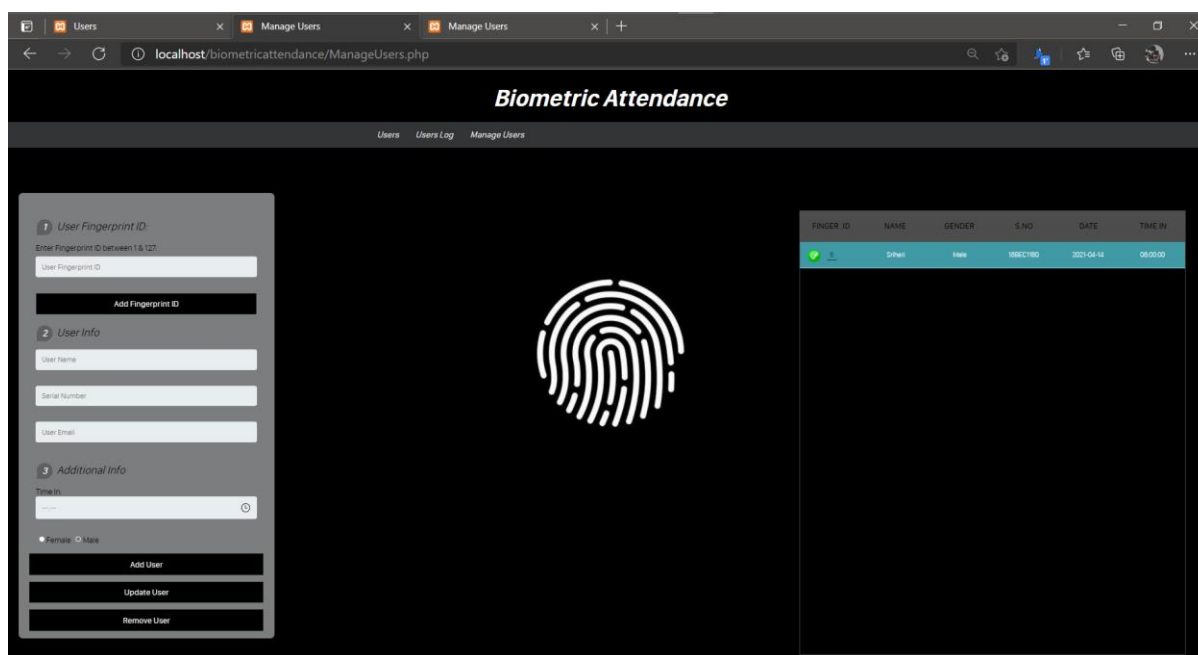 Users
Manage Users
Manage Users
localhost/biometricattendance/ManageUsers.php
Biometric Attendance
Users Users Log Manage Users
1 User Fingerprint ID:
Enter Fingerprint ID between 1 & 127:
User Fingerprint ID
Add Fingerprint ID
2 User Info
User Name
Serial Number
User Email
3 Additional Info
Time In:
--:--
Female Male
Add User
Update User
Remove User
FINGER .ID NAME GENDER S.NO DATE TIME IN
Srihari Male 18BEC1180 2021-04-14 08:00:00